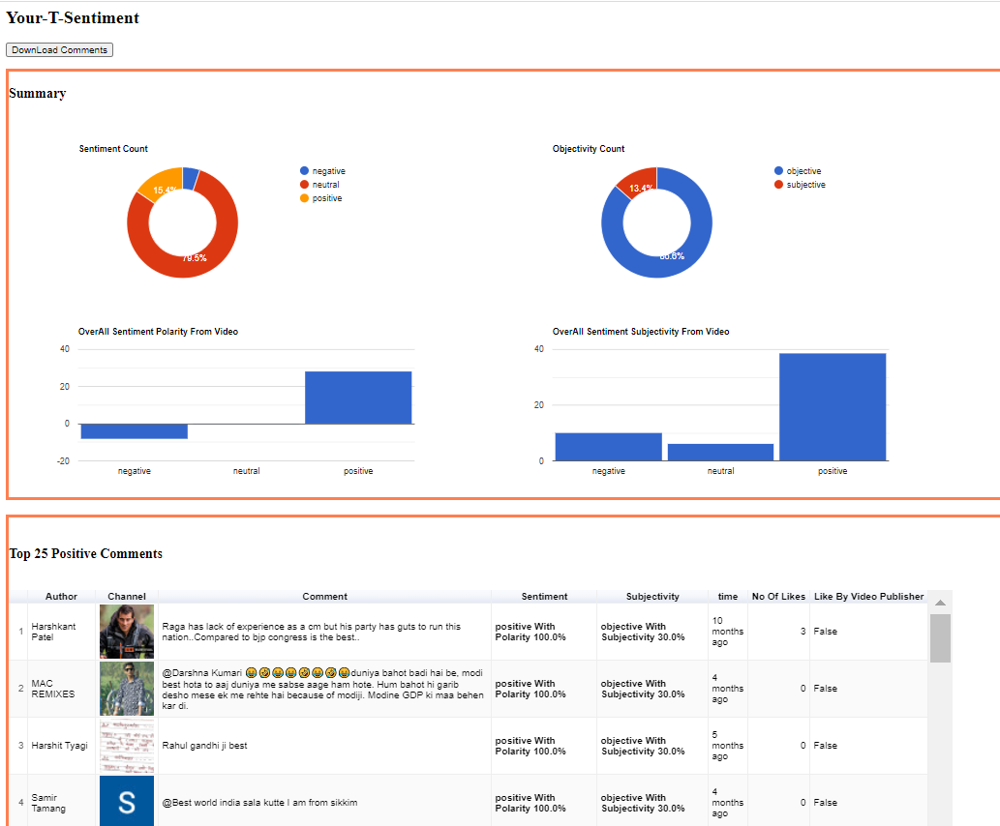 Your-T-Sentiment
DownLoad Comments
Summary
Sentiment Count
15.4%
79.5%
negative
neutral
positive
Objectivity Count
13.4%
86.6%
objective
subjective
OverAll Sentiment Polarity From Video
40
20
0
-20
negative neutral positive
OverAll Sentiment Subjectivity From Video
40
20
0
negative neutral positive
Top 25 Positive Comments
Author Channel Comment Sentiment Subjectivity time No Of Likes Like By Video Publisher
1
Harshkant
Patel
Raga has lack of experience as a cm but his party has guts to run this
nation..Compared to bjp congress is the best..
positive With
Polarity 100.0%
objective With
Subjectivity 30.0%
10
months
ago
3
False
2
MAC
REMIXES
@Darshna Kumari 😂🤣😂😂🤣😂🤣😂duniya bahot badi hai be, modi
best hota to aaj duniya me sabse aage ham hote. Hum bahot hi garib
desho mese ek me rehte hai because of modiji. Modine GDP ki maa behen
kar di.
positive With
Polarity 100.0%
objective With
Subjectivity 30.0%
4
months
ago
0
False
3
Harshit Tyagi
Rahul gandhi ji best
positive With
Polarity 100.0%
objective With
Subjectivity 30.0%
5
months
ago
0
False
4
Samir
Tamang
S
@Best world india sala kutte I am from sikkim
positive With
Polarity 100.0%
objective With
Subjectivity 30.0%
4
months
ago
0
False